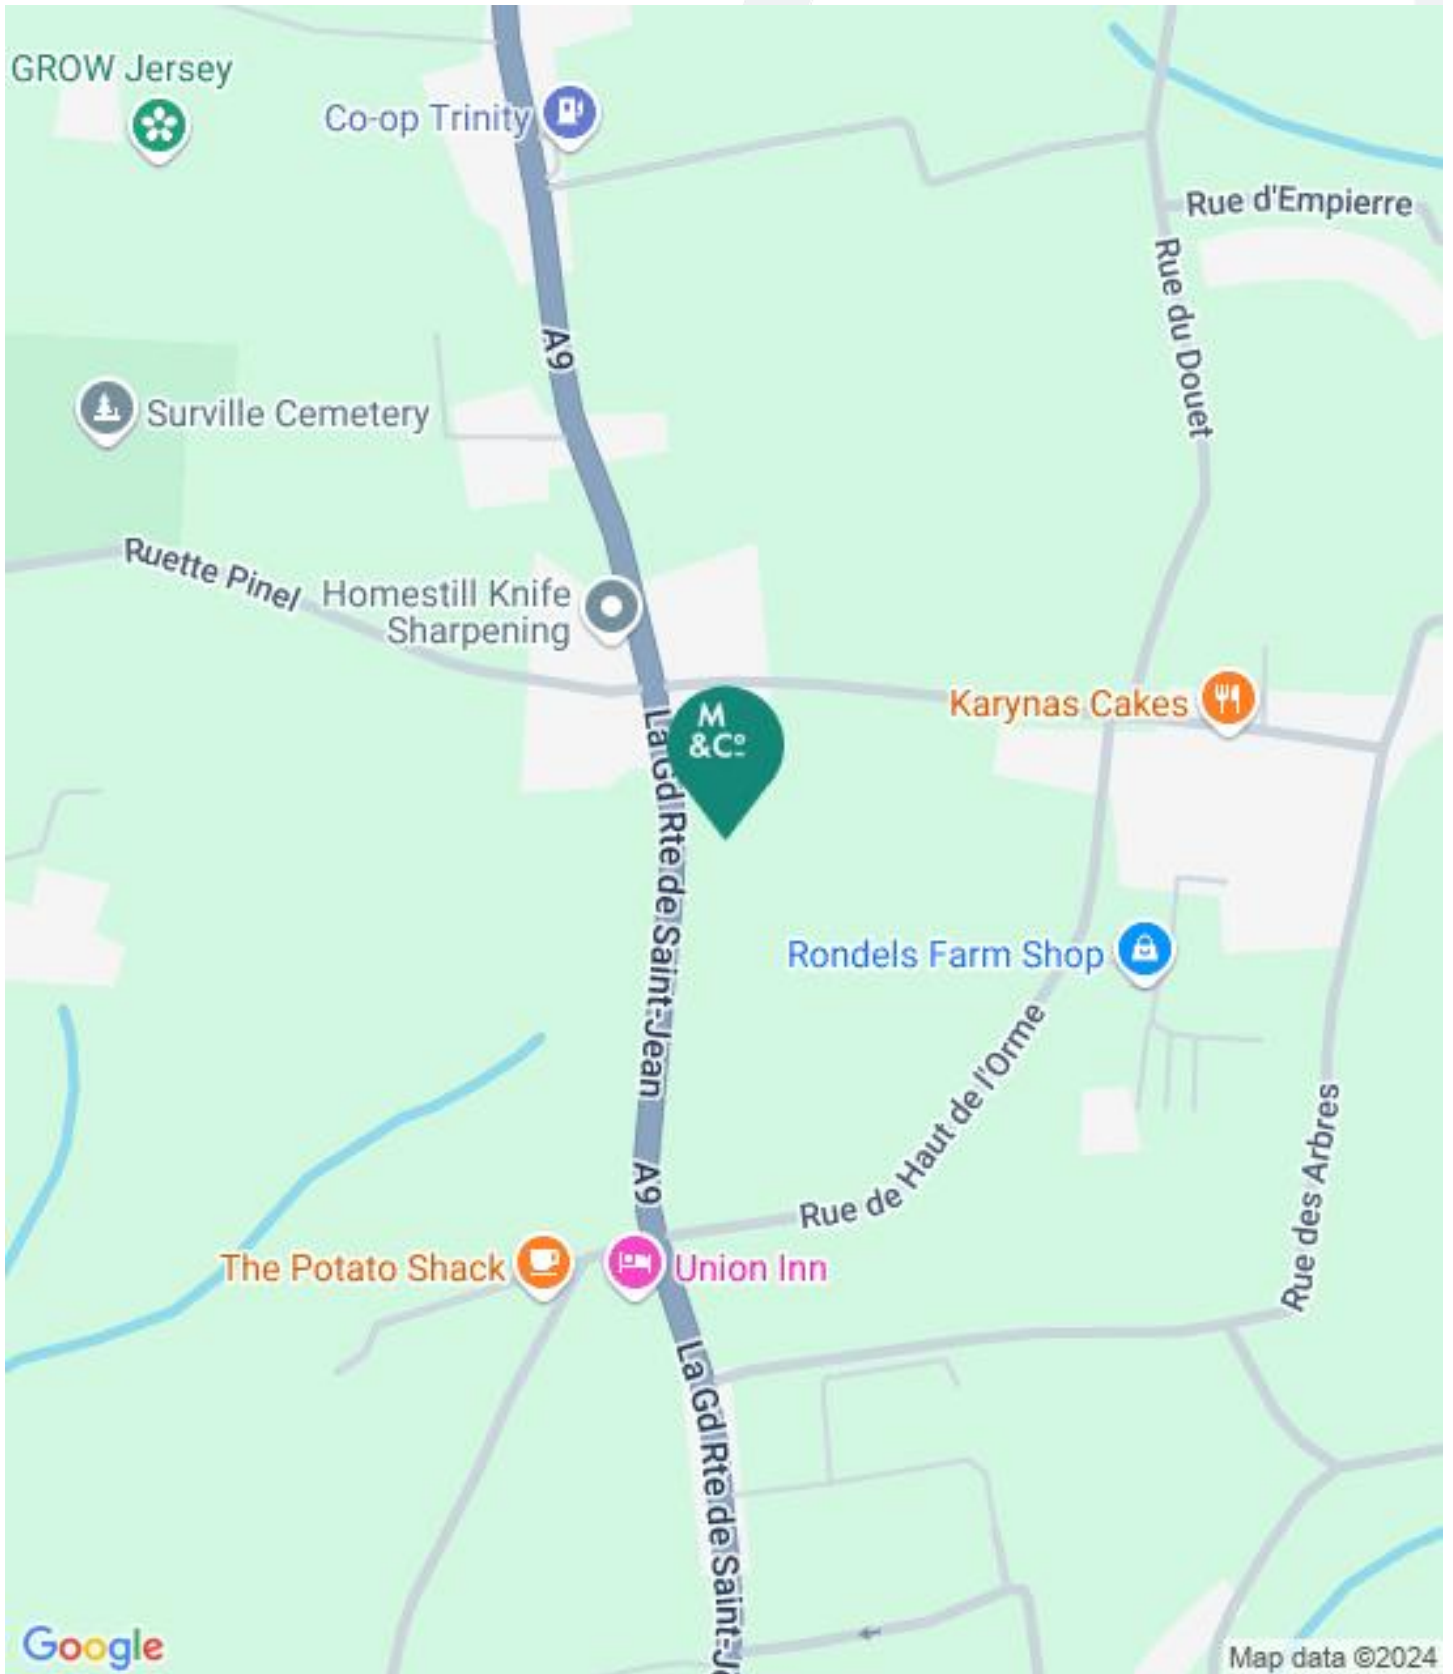 GROW Jersey
Co-op Trinity
Rue d'Empierre
Rue du Douet
A9
Surville Cemetery
Ruette Pinel
Homestill Knife
Sharpening
M
&Cº
Karynas Cakes
La Gd Rte de Saint-Jean
Rondels Farm Shop
Rue de Haut de l'Orme
Rue des Arbres
A9
The Potato Shack
Union Inn
La Gd Rte de Saint-Je
Google
Map data ©2024